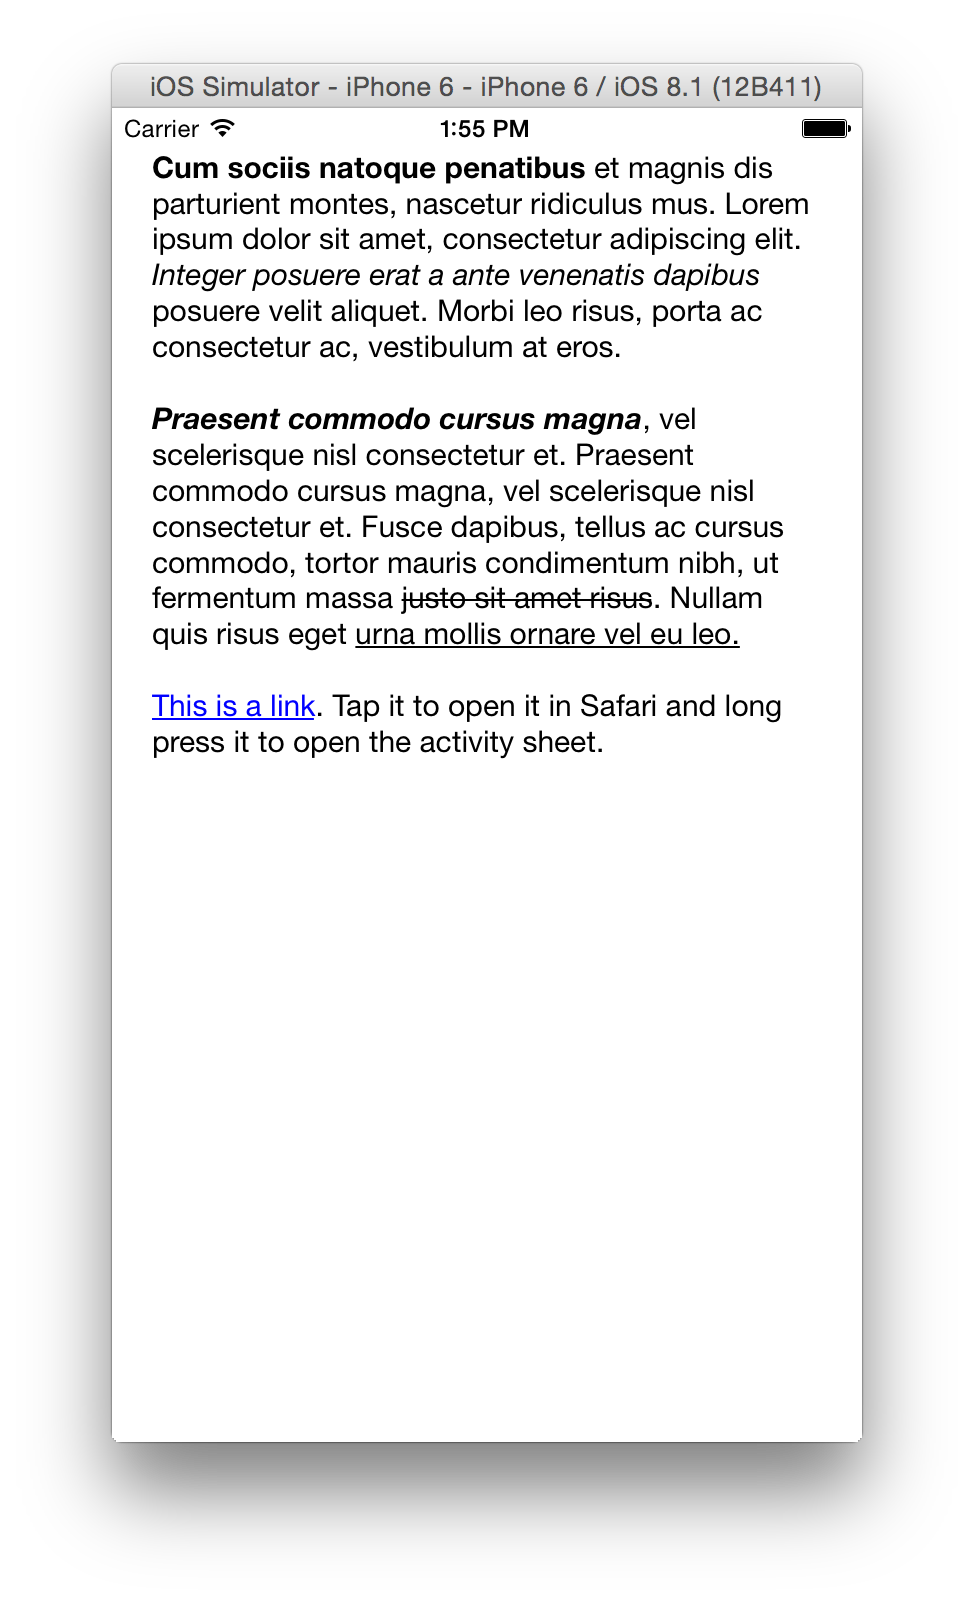 iOS Simulator - iPhone 6 - iPhone 6 / iOS 8.1 (12B411)
Carrier 1:55 PM
Cum sociis natoque penatibus et magnis dis
parturient montes, nascetur ridiculus mus. Lorem
ipsum dolor sit amet, consectetur adipiscing elit.
Integer posuere erat a ante venenatis dapibus
posuere velit aliquet. Morbi leo risus, porta ac
consectetur ac, vestibulum at eros.
Praesent commodo cursus magna, vel
scelerisque nisl consectetur et. Praesent
commodo cursus magna, vel scelerisque nisl
consectetur et. Fusce dapibus, tellus ac cursus
commodo, tortor mauris condimentum nibh, ut
fermentum massa justo sit amet risus. Nullam
quis risus eget urna mollis ornare vel eu leo.
This is a link. Tap it to open it in Safari and long
press it to open the activity sheet.